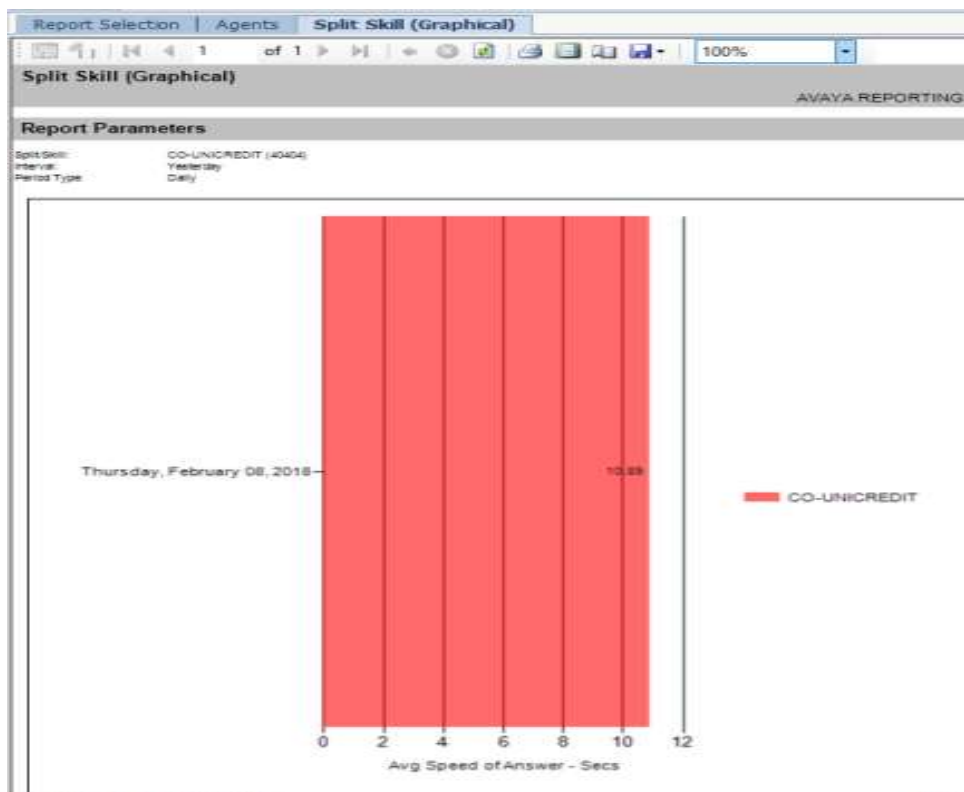 Report Selection | Agents Split Skill (Graphical)
1 of 1 100%
Split Skill (Graphical)
AVAYA REPORTING
Report Parameters
Split/Skill: CO-UNICREDIT (40404)
Interval: Yesterday
Period Type: Daily
Thursday, February 08, 2018
10.89
CO-UNICREDIT
0 2 4 6 8 10 12
Avg Speed of Answer - Secs